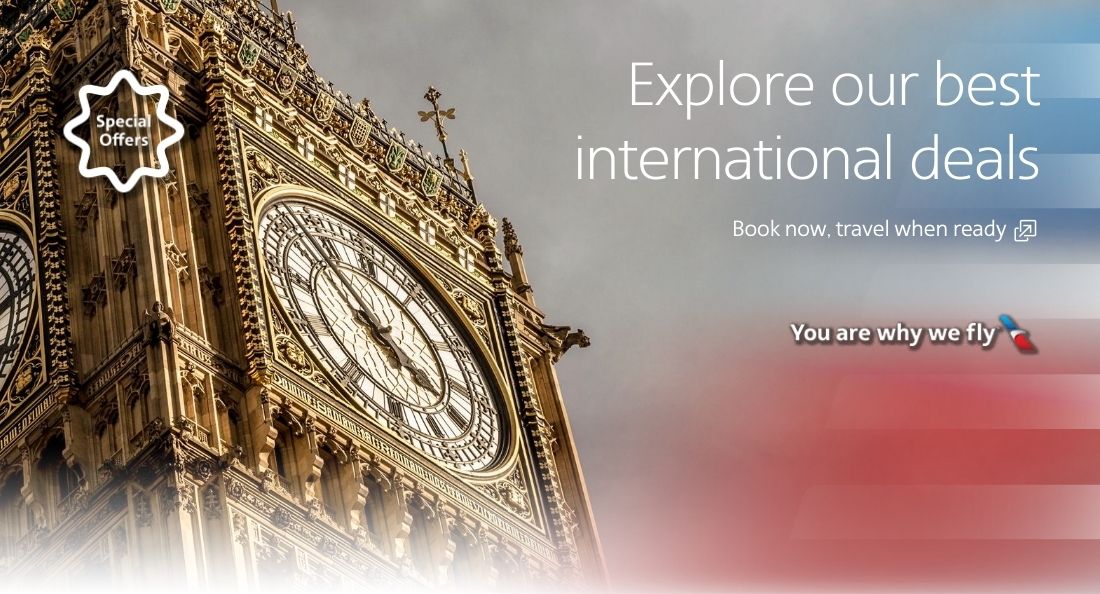 Special
Offers
Explore our best
international deals
Book now, travel when ready
You are why we fly